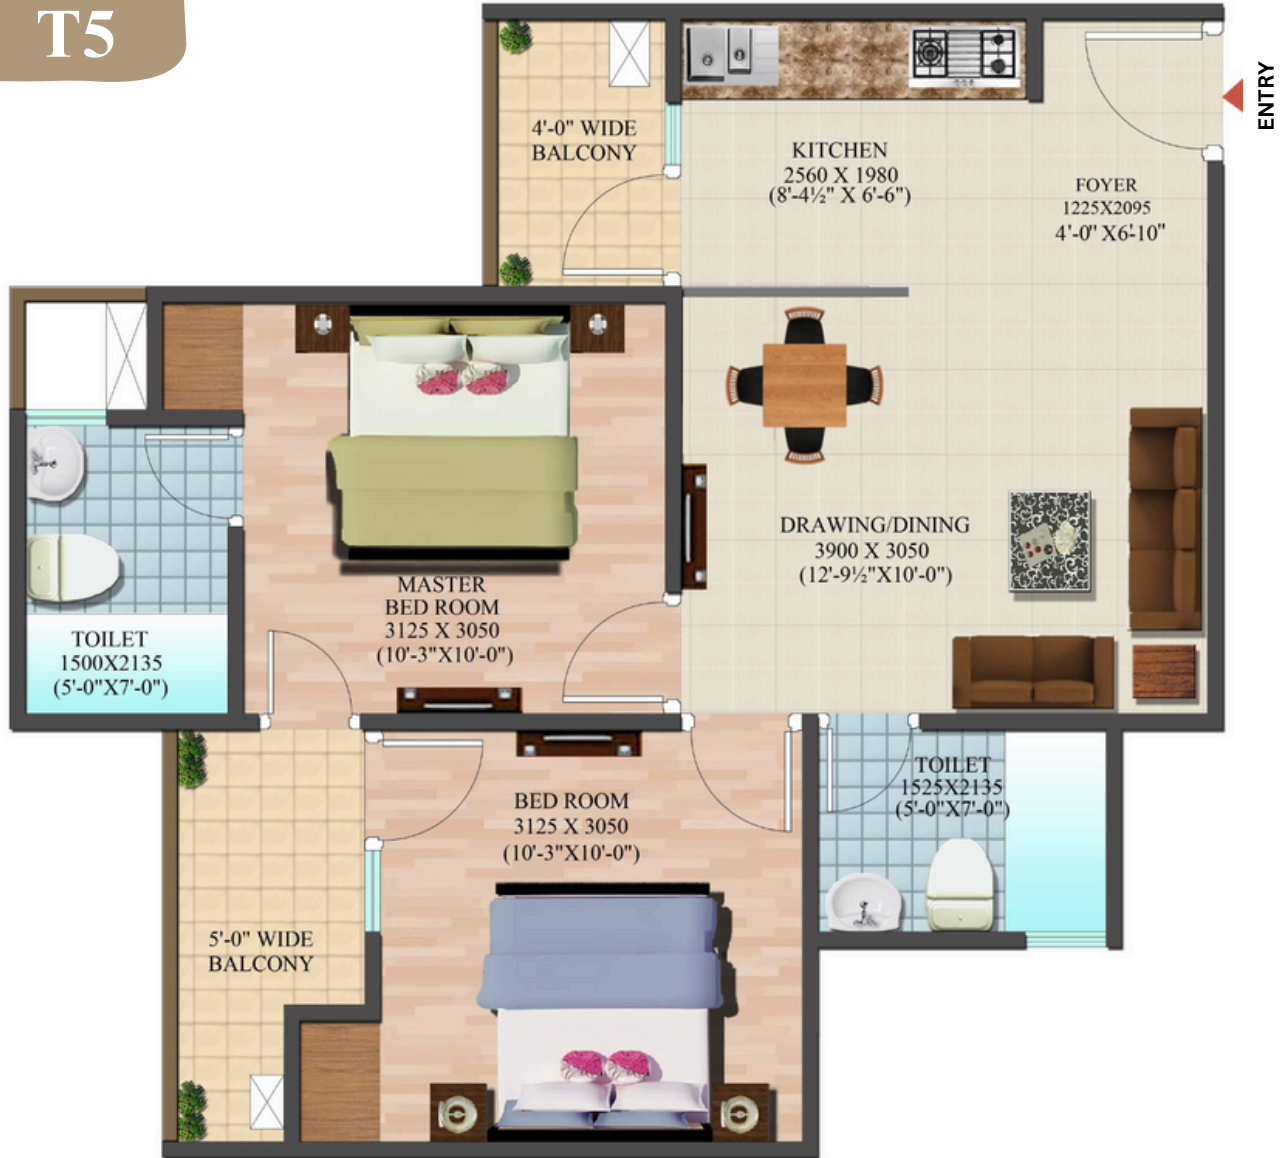 T5
ENTRY
4'-0" WIDE
BALCONY
KITCHEN
2560 X 1980
(8'-4½" X 6'-6")
FOYER
1225X2095
4'-0" X6'-10"
DRAWING/DINING
3900 X 3050
(12'-9½"X10'-0")
MASTER
BED ROOM
3125 X 3050
(10'-3"X10'-0")
TOILET
1500X2135
(5'-0"X7'-0")
TOILET
1525X2135
(5'-0"X7'-0")
BED ROOM
3125 X 3050
(10'-3"X10'-0")
5'-0" WIDE
BALCONY